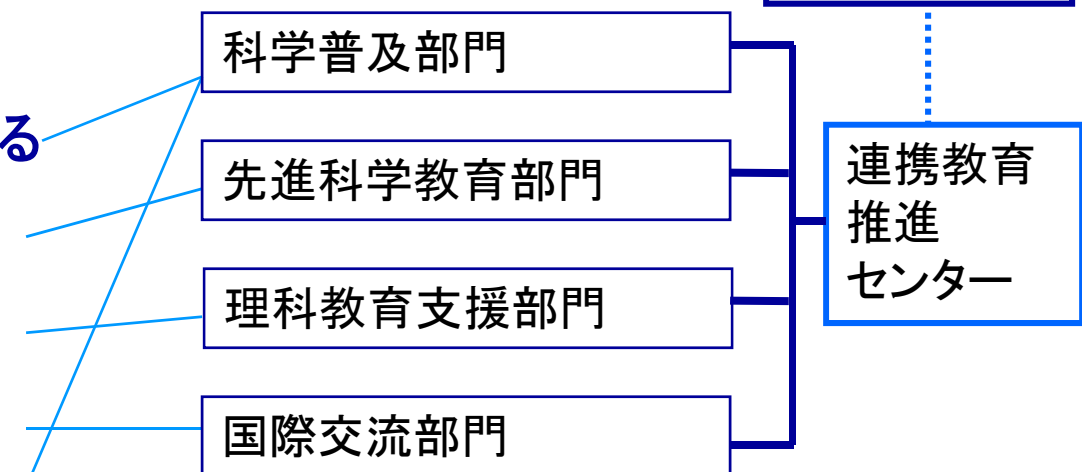 科学普及部門
る
先進科学教育部門
連携教育
推進
センター
理科教育支援部門
国際交流部門